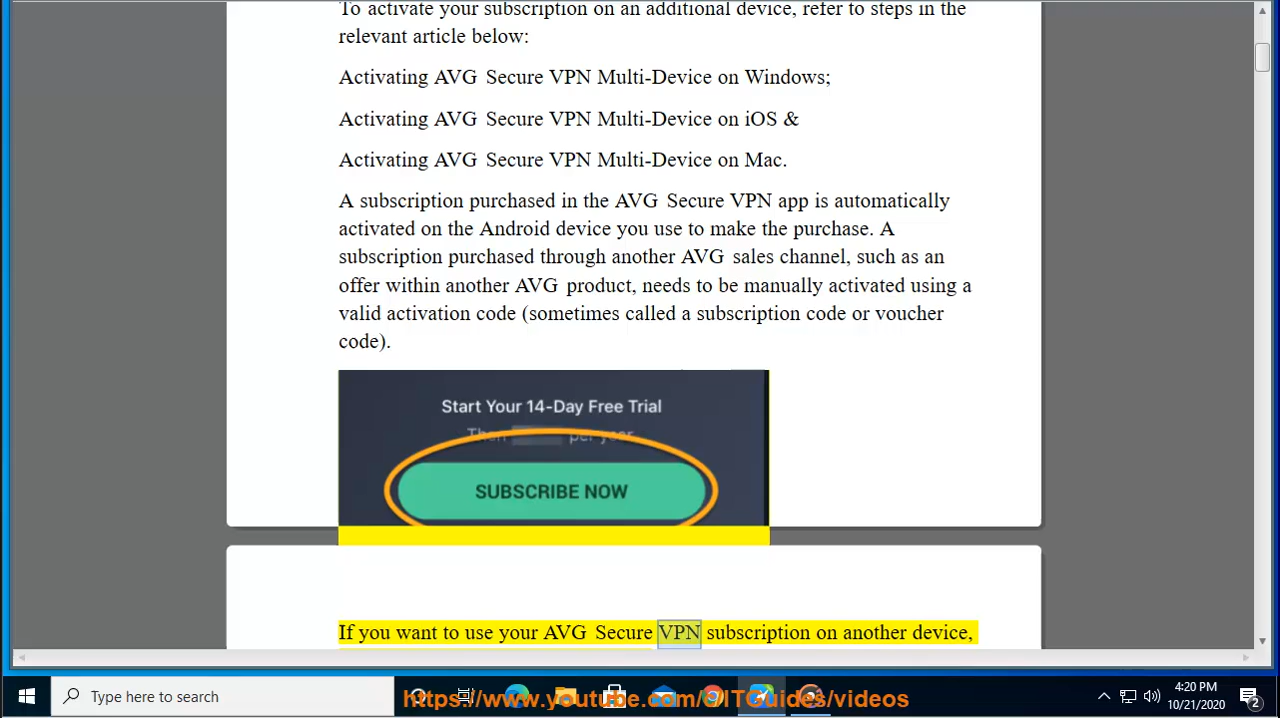 To activate your subscription on an additional device, refer to steps in the
relevant article below:
Activating AVG Secure VPN Multi-Device on Windows;
Activating AVG Secure VPN Multi-Device on iOS &
Activating AVG Secure VPN Multi-Device on Mac.
A subscription purchased in the AVG Secure VPN app is automatically
activated on the Android device you use to make the purchase. A
subscription purchased through another AVG sales channel, such as an
offer within another AVG product, needs to be manually activated using a
valid activation code (sometimes called a subscription code or voucher
code).
Start Your 14-Day Free Trial
Then per year
SUBSCRIBE NOW
If you want to use your AVG Secure VPN subscription on another device,
Type here to search
https://www.youtube.com/c/ITGuides/videos
4:20 PM
10/21/2020
2